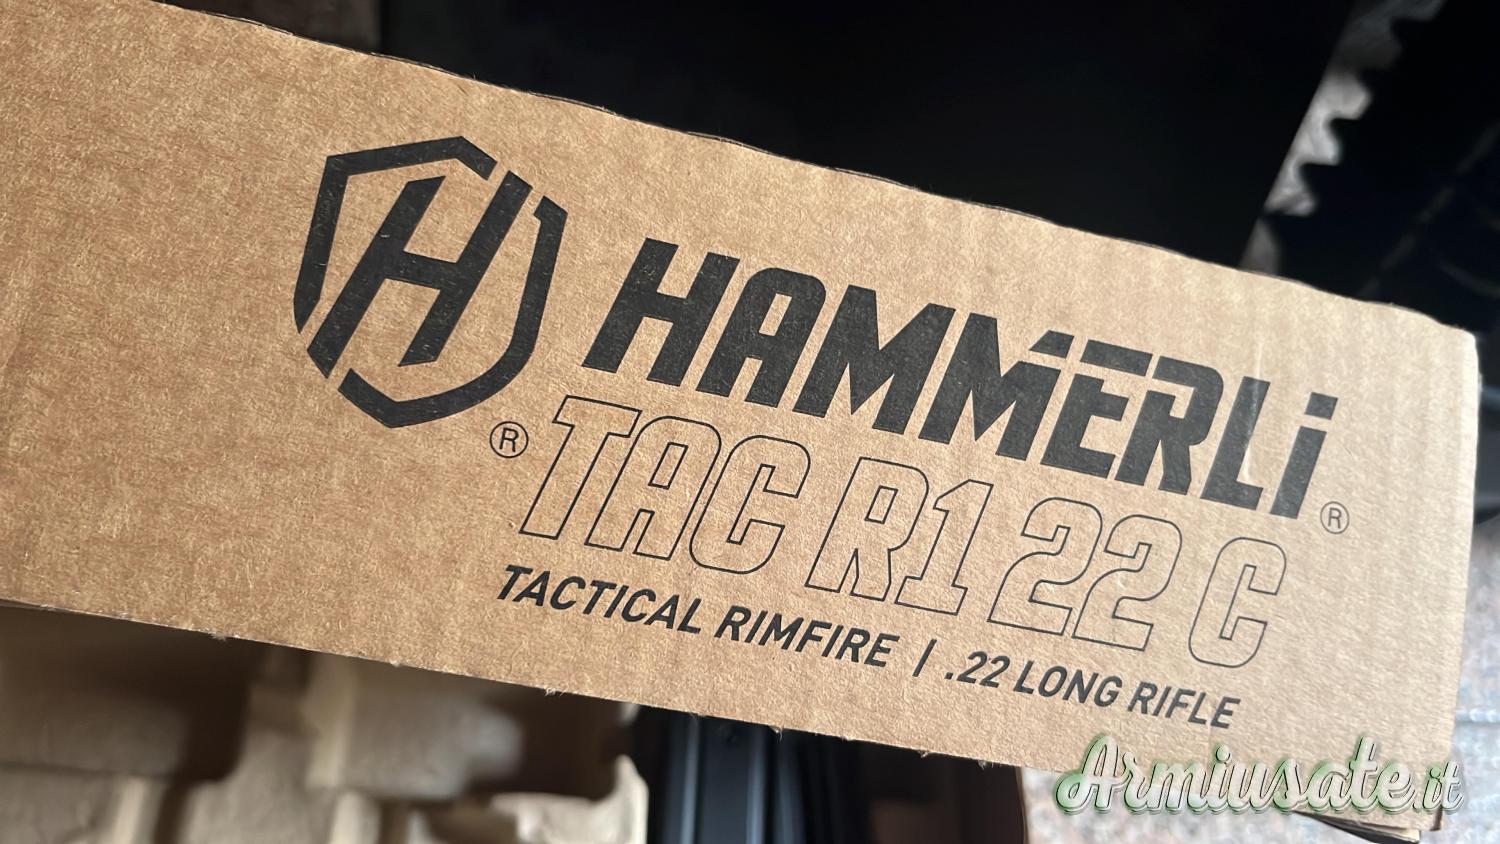 H
HAMMERLi®
®
TAC R1 22 C
TACTICAL RIMFIRE | .22 LONG RIFLE
Armiusate.it